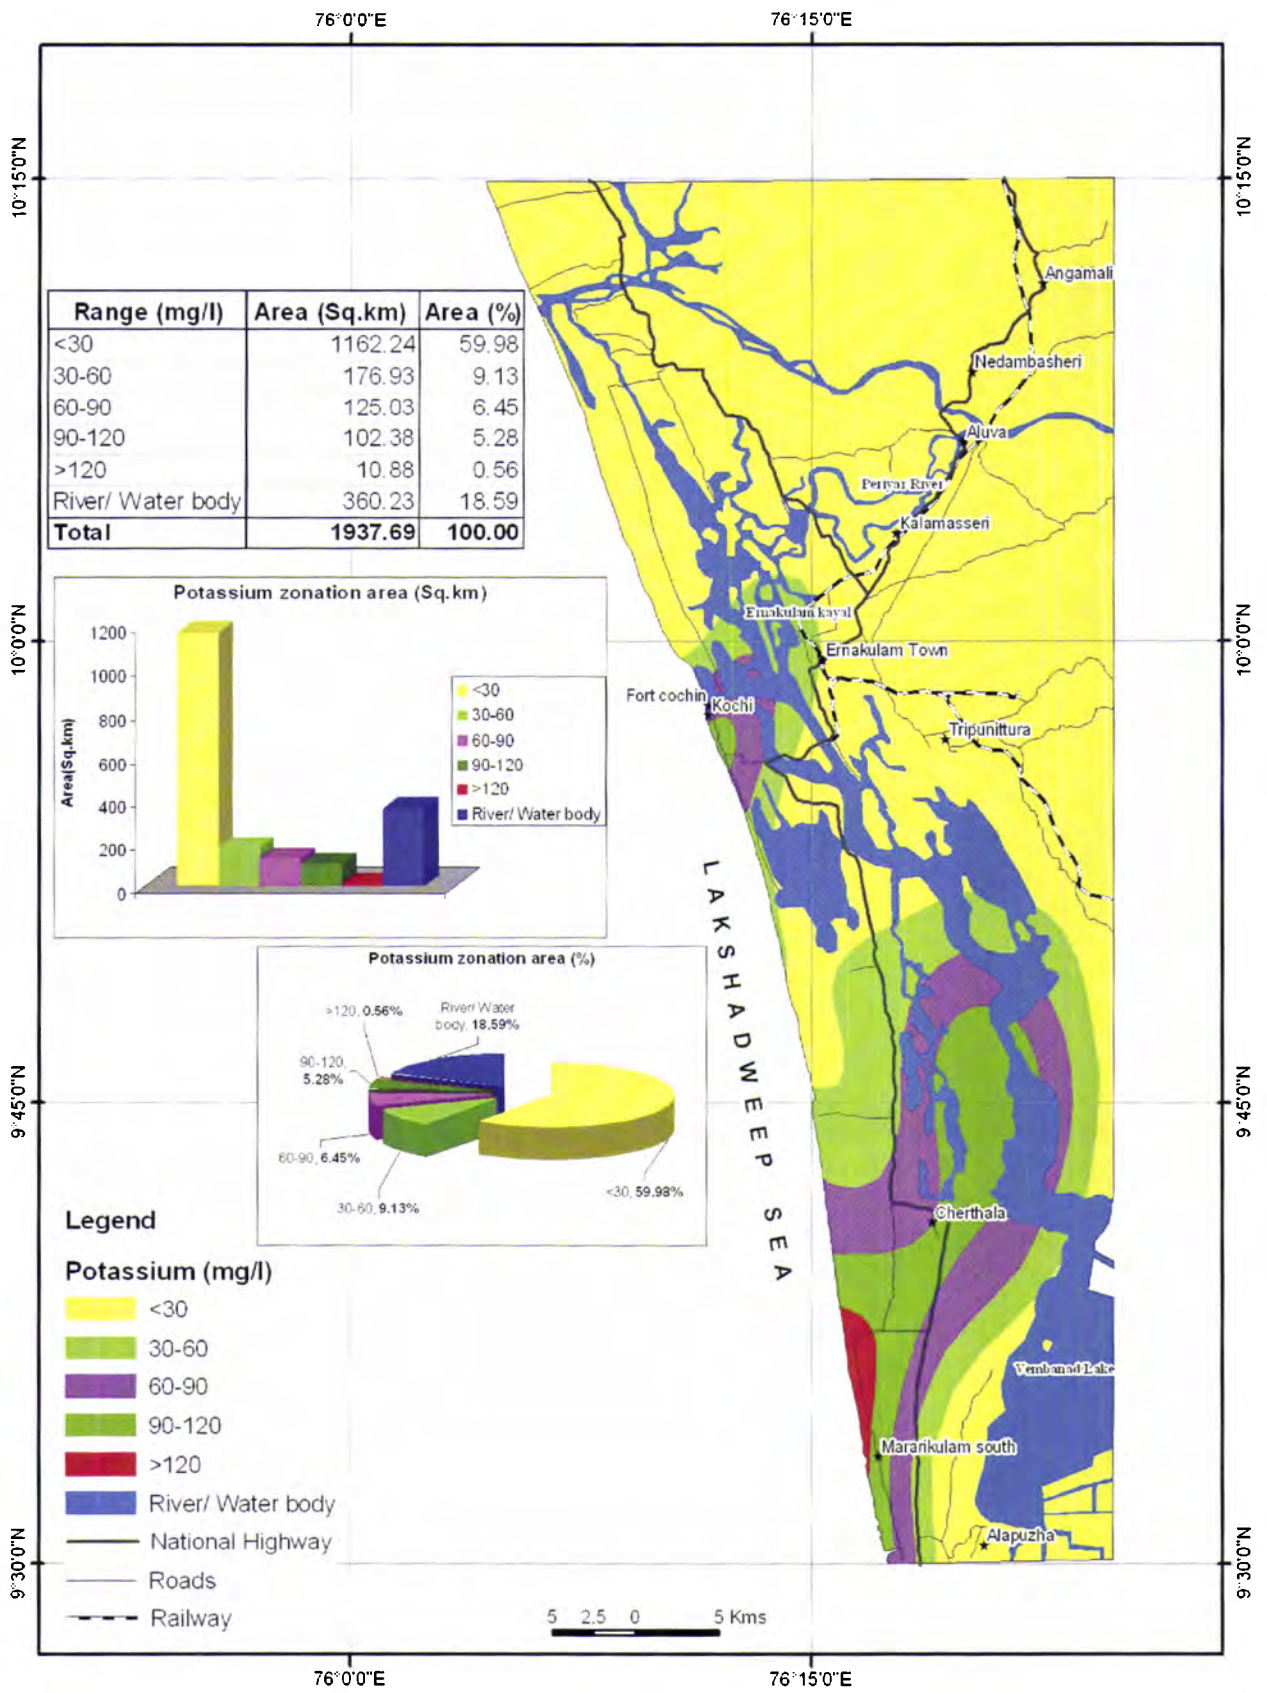 76°0'0"E 76°15'0"E
10°15'0"N 10°15'0"N
Angamali
Range (mg/l) Area (Sq.km) Area (%)
<30 1162.24 59.98
30-60 176.93 9.13
60-90 125.03 6.45
90-120 102.38 5.28
>120 10.88 0.56
River/ Water body 360.23 18.59
Total 1937.69 100.00
Nedambasheri
Aluva
Periyar River
Kalamasseri
Ernakulam kayal
10°0'0"N 10°0'0"N
Ernakulam Town
Fort cochin
Kochi
Tripunittura
Potassium zonation area (Sq.km)
Area(Sq.km)
1200
1000
800
600
400
200
0
<30
30-60
60-90
90-120
>120
River/ Water body
LAKSHADWEEP SEA
Potassium zonation area (%)
>120, 0.56%
River/ Water
body, 18.59%
90-120,
5.28%
60-90, 6.45%
30-60, 9.13%
<30, 59.98%
9°45'0"N 9°45'0"N
Cherthala
Vembanad Lake
Mararikulam south
Alapuzha
Legend
Potassium (mg/l)
<30
30-60
60-90
90-120
>120
River/ Water body
National Highway
Roads
Railway
9°30'0"N 9°30'0"N
5 2.5 0 5 Kms
76°0'0"E 76°15'0"E